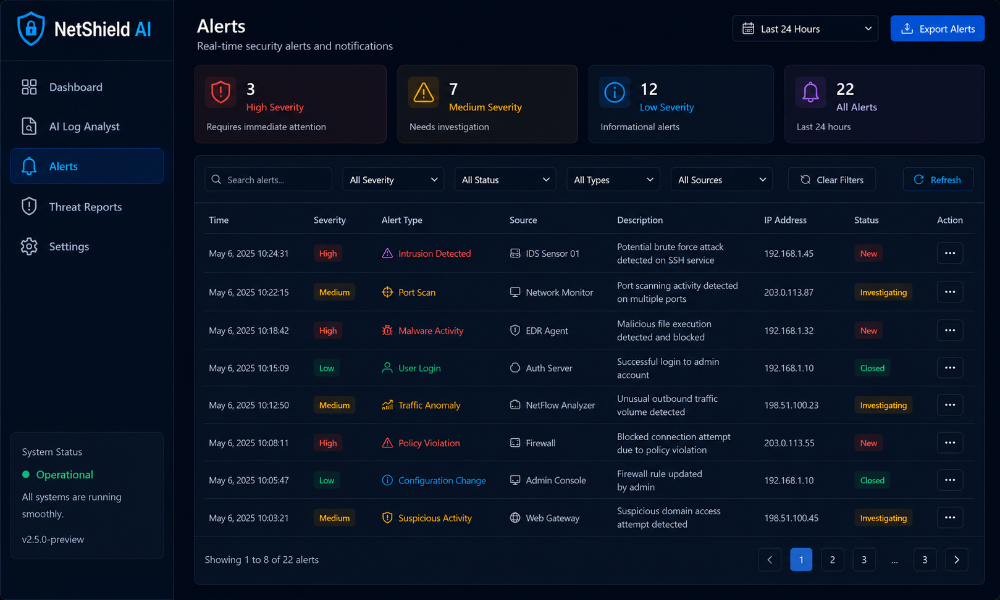 NetShield AI
Dashboard
AI Log Analyst
Alerts
Threat Reports
Settings
System Status
Operational
All systems are running
smoothly.
v2.5.0-preview
Alerts
Real-time security alerts and notifications
Last 24 Hours
Export Alerts
3
High Severity
Requires immediate attention
7
Medium Severity
Needs investigation
12
Low Severity
Informational alerts
22
All Alerts
Last 24 hours
Search alerts...
All Severity
All Status
All Types
All Sources
Clear Filters
Refresh
Time Severity Alert Type Source Description IP Address Status Action
May 6, 2025 10:24:31 High Intrusion Detected IDS Sensor 01 Potential brute force attack 192.168.1.45 New ...
detected on SSH service
May 6, 2025 10:22:15 Medium Port Scan Network Monitor Port scanning activity detected 203.0.113.87 Investigating ...
on multiple ports
May 6, 2025 10:18:42 High Malware Activity EDR Agent Malicious file execution 192.168.1.32 New ...
detected and blocked
May 6, 2025 10:15:09 Low User Login Auth Server Successful login to admin 192.168.1.10 Closed ...
account
May 6, 2025 10:12:50 Medium Traffic Anomaly NetFlow Analyzer Unusual outbound traffic 198.51.100.23 Investigating ...
volume detected
May 6, 2025 10:08:11 High Policy Violation Firewall Blocked connection attempt 203.0.113.55 New ...
due to policy violation
May 6, 2025 10:05:47 Low Configuration Change Admin Console Firewall rule updated 192.168.1.10 Closed ...
by admin
May 6, 2025 10:03:21 Medium Suspicious Activity Web Gateway Suspicious domain access 198.51.100.45 Investigating ...
attempt detected
Showing 1 to 8 of 22 alerts
< 1 2 3 ... 3 >